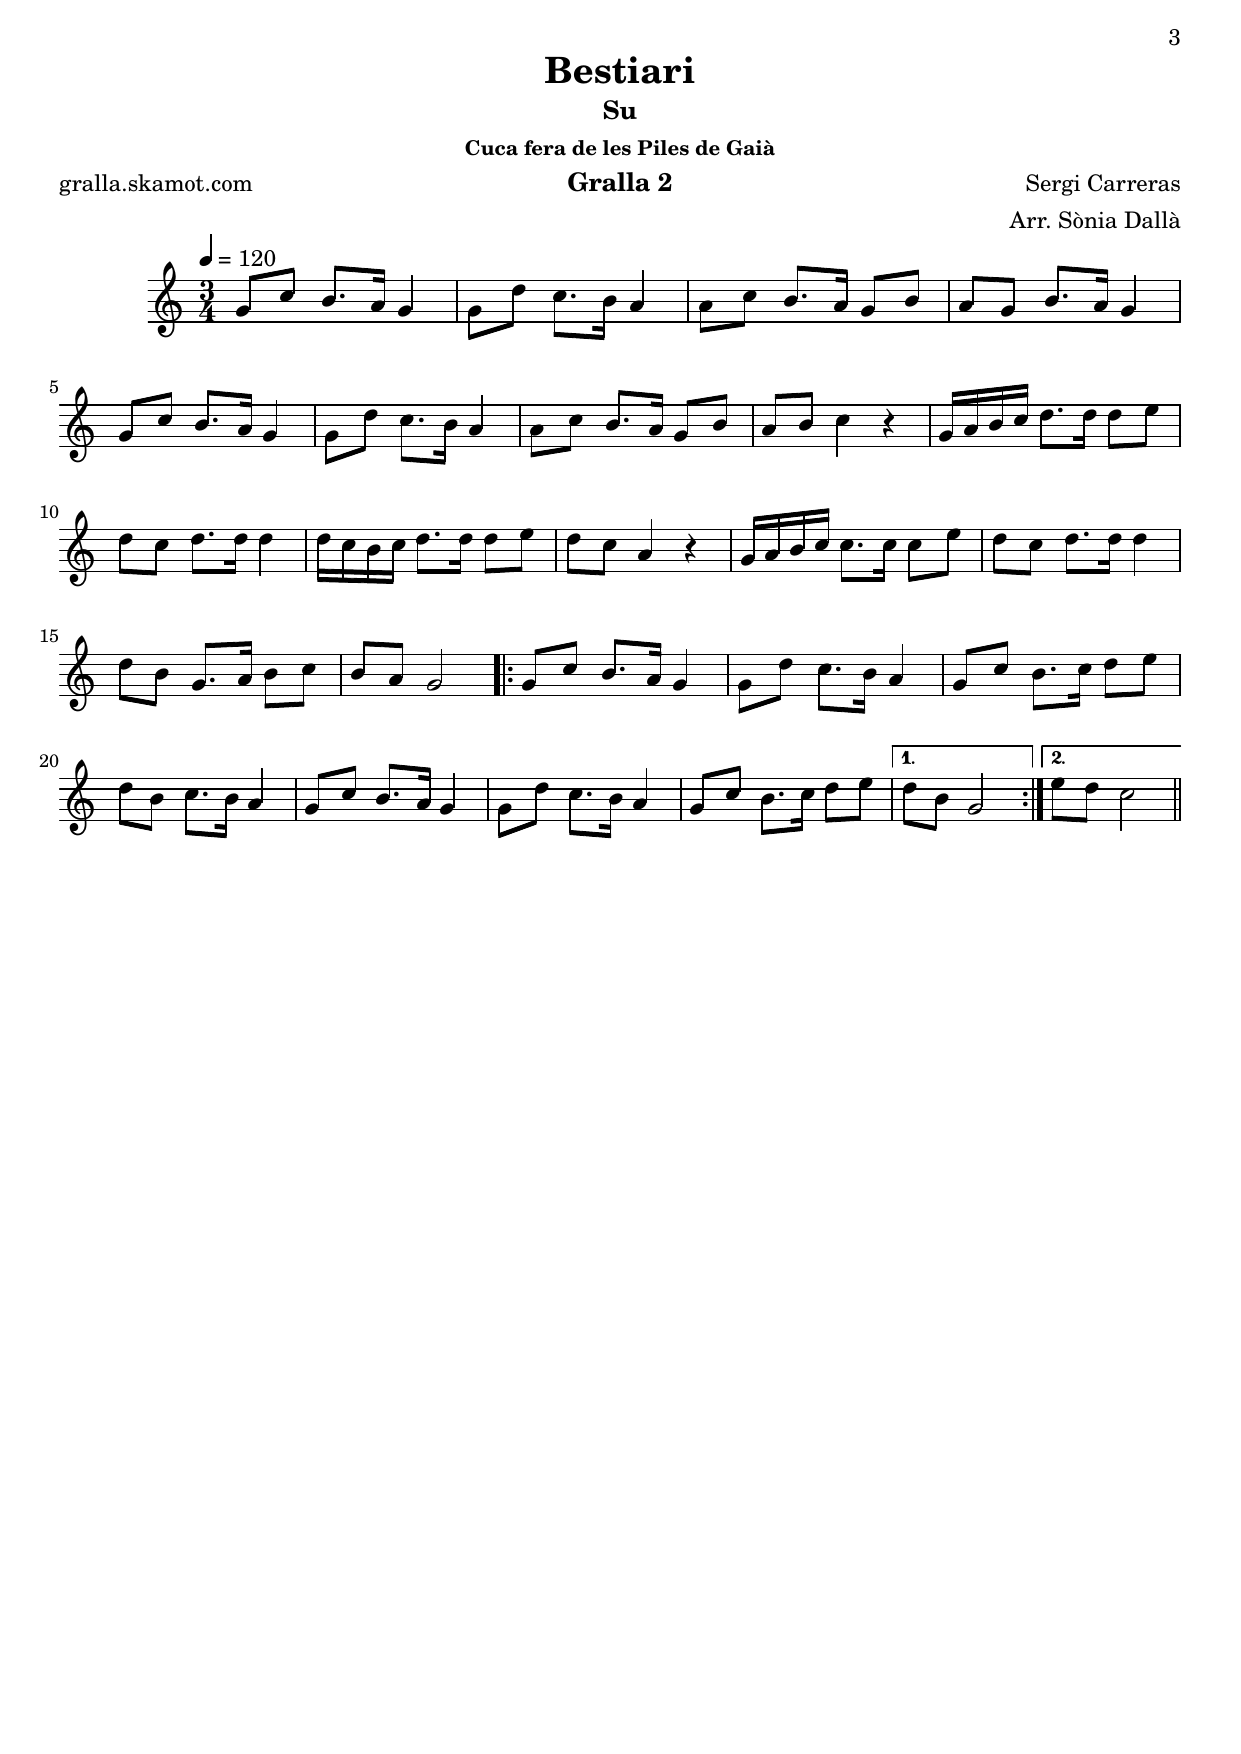 3
Bestiari
Su
Cuca fera de les Piles de Gaià
gralla.skamot.com Gralla 2 Sergi Carreras
Arr. Sònia Dallà
= 120
3
4
5
10
15
20
1. 2.